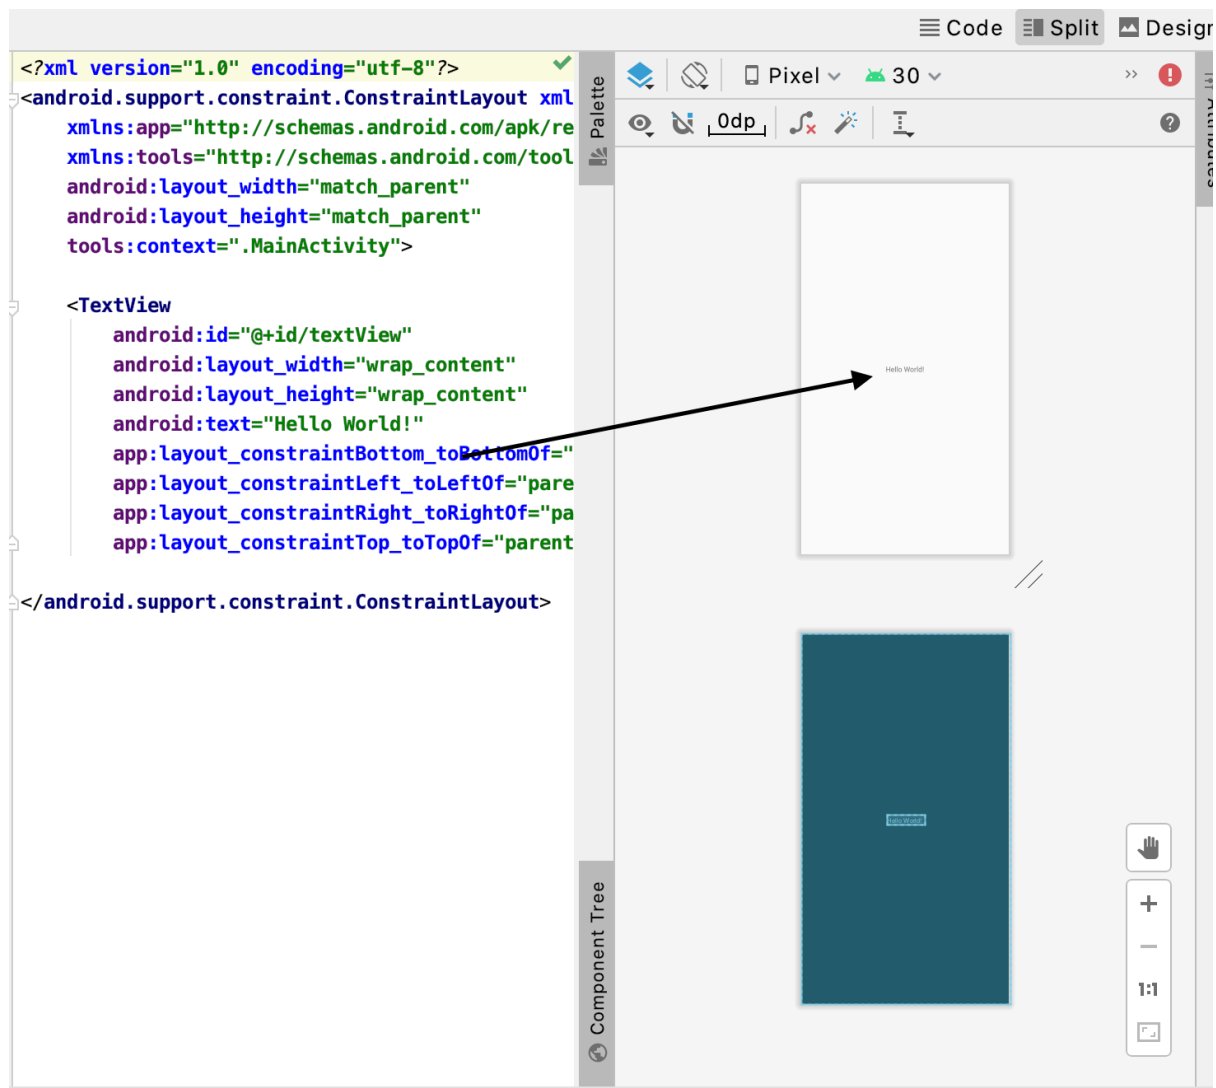 Code Split Design
<?xml version="1.0" encoding="utf-8"?>
<android.support.constraint.ConstraintLayout xml
xmlns:app="http://schemas.android.com/apk/re
xmlns:tools="http://schemas.android.com/tool
android:layout_width="match_parent"
android:layout_height="match_parent"
tools:context=".MainActivity">
<TextView
android:id="@+id/textView"
android:layout_width="wrap_content"
android:layout_height="wrap_content"
android:text="Hello World!"
app:layout_constraintBottom_toBottomOf="
app:layout_constraintLeft_toLeftOf="pare
app:layout_constraintRight_toRightOf="pa
app:layout_constraintTop_toTopOf="parent
</android.support.constraint.ConstraintLayout>
Palette
Component Tree
Pixel 30
0dp
Attributes
Hello World!
Hello World!
1:1